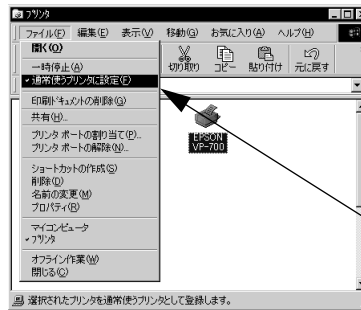 プリンタ
ファイル(F) 編集(E) 表示(V) 移動(G) お気に入り(A) ヘルプ(H)
開く(O)
一時停止(A)
通常使うプリンタに設定(F)
印刷ドキュメントの削除(G)
共有(H)...
プリンタ ポートの割り当て(P)...
プリンタ ポートの解除(N)...
ショートカットの作成(S)
削除(D)
名前の変更(M)
プロパティ(R)
マイコンピュータ
プリンタ
オフライン作業(W)
閉じる(C)
切り取り コピー 貼り付け 元に戻す
EPSON
VP-700
選択されたプリンタを通常使うプリンタとして登録します。